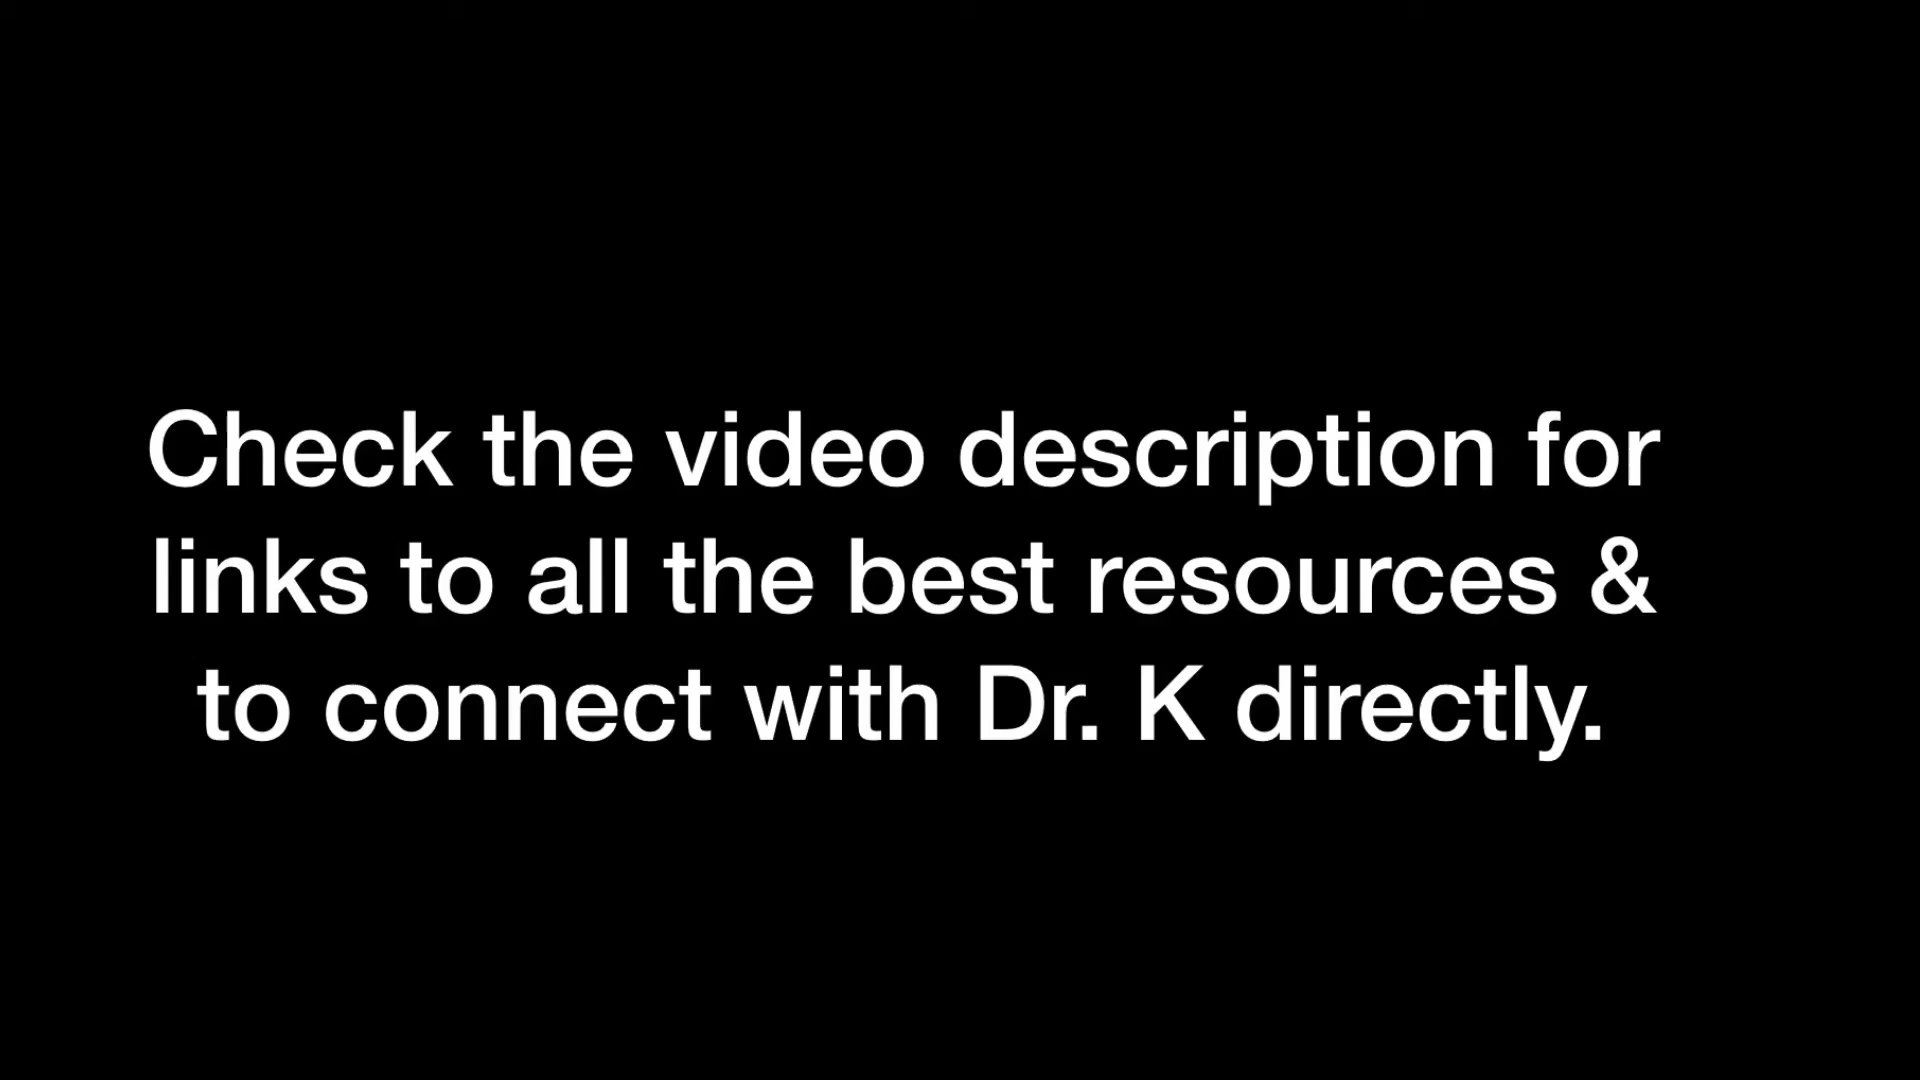 Check the video description for
links to all the best resources &
to connect with Dr. K directly.